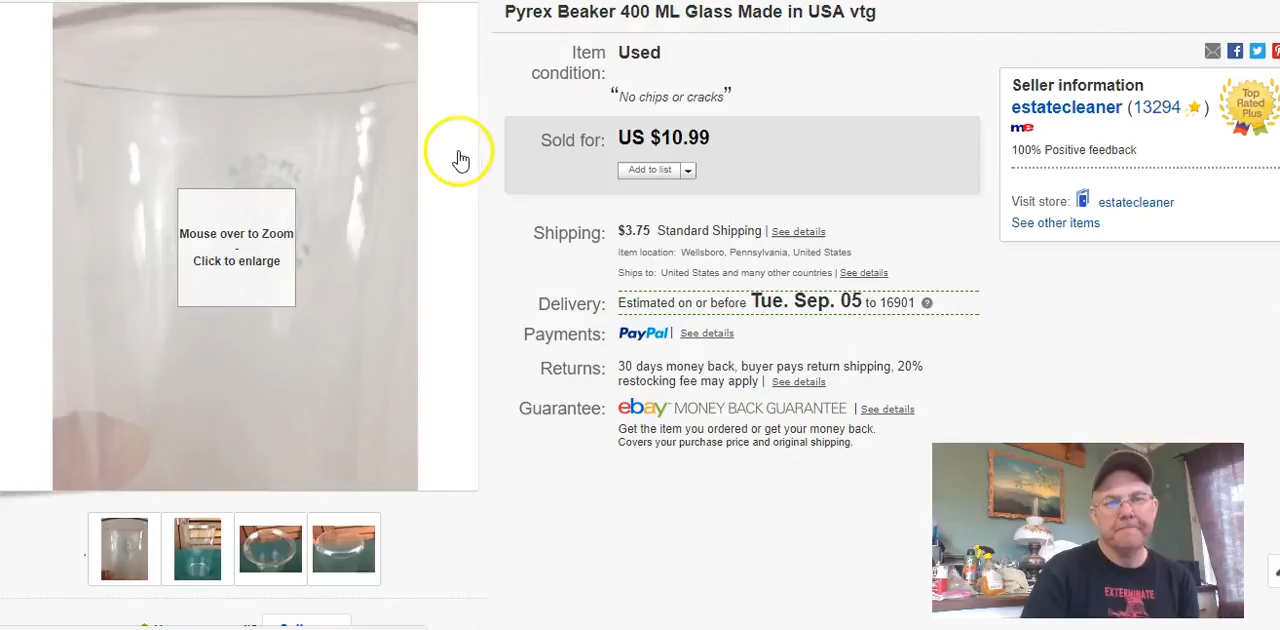 Pyrex Beaker 400 ML Glass Made in USA vtg
Item condition: Used
"No chips or cracks"
Sold for: US $10.99
Add to list
Shipping: $3.75 Standard Shipping | See details
Item location: Wellsboro, Pennsylvania, United States
Ships to: United States and many other countries | See details
Delivery: Estimated on or before Tue. Sep. 05 to 16901 ?
Payments: PayPal | See details
Returns: 30 days money back, buyer pays return shipping, 20%
restocking fee may apply | See details
Guarantee: ebay MONEY BACK GUARANTEE | See details
Get the item you ordered or get your money back.
Covers your purchase price and original shipping.
Seller information
estatecleaner (13294 )
me
100% Positive feedback
Visit store: estatecleaner
See other items
Top
Rated
Plus
Mouse over to Zoom
-
Click to enlarge
EXTERMINATE